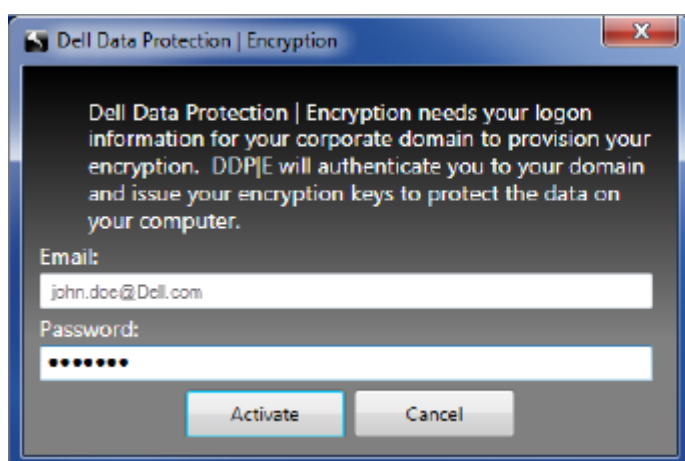 Dell Data Protection | Encryption
Dell Data Protection | Encryption needs your logon
information for your corporate domain to provision your
encryption. DDP|E will authenticate you to your domain
and issue your encryption keys to protect the data on
your computer.
Email:
john.doe@Dell.com
Password:
•••••••
Activate Cancel